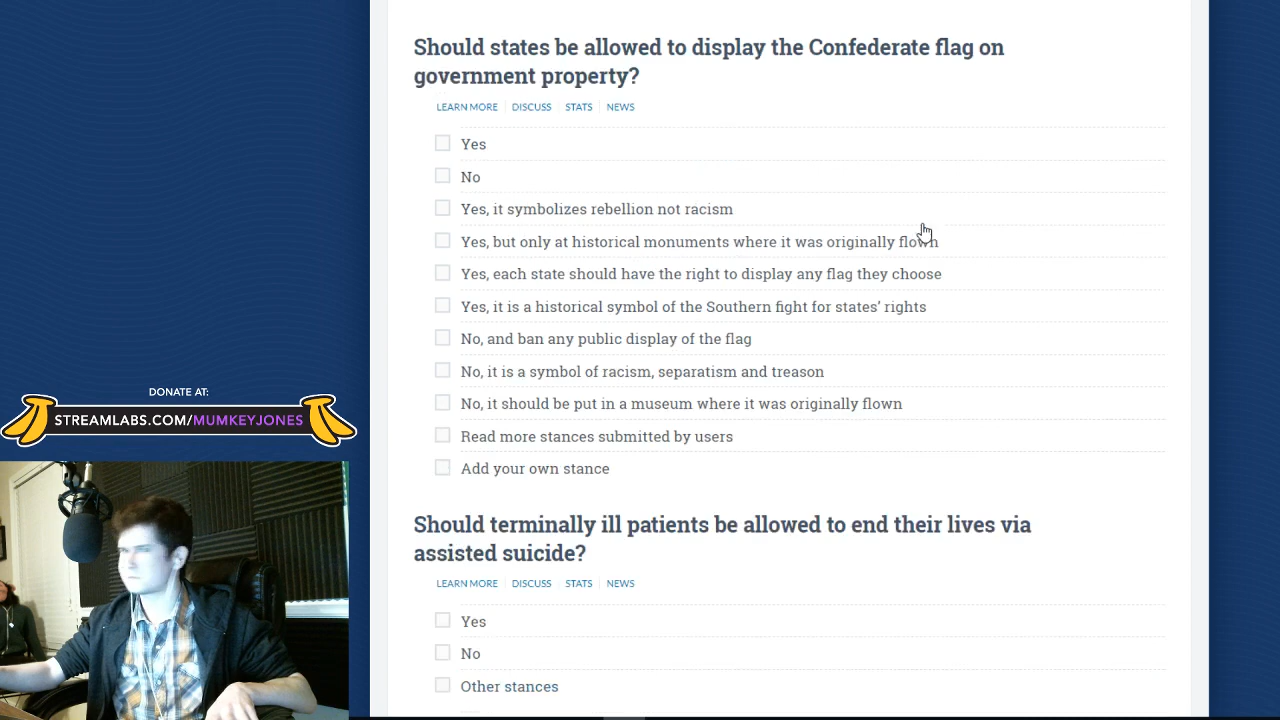 Should states be allowed to display the Confederate flag on
government property?
LEARN MORE DISCUSS STATS NEWS
Yes
No
Yes, it symbolizes rebellion not racism
Yes, but only at historical monuments where it was originally flown
Yes, each state should have the right to display any flag they choose
Yes, it is a historical symbol of the Southern fight for states' rights
No, and ban any public display of the flag
No, it is a symbol of racism, separatism and treason
No, it should be put in a museum where it was originally flown
Read more stances submitted by users
Add your own stance
Should terminally ill patients be allowed to end their lives via
assisted suicide?
LEARN MORE DISCUSS STATS NEWS
Yes
No
Other stances
DONATE AT:
STREAMLABS.COM/MUMKEYJONES